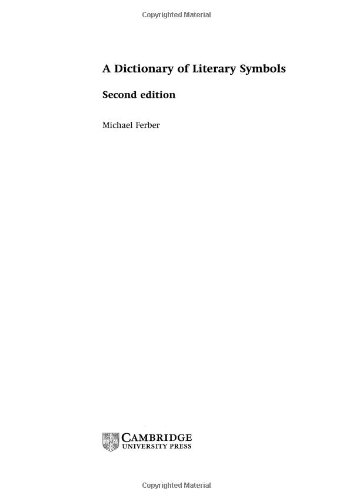 Copyrighted Material
A Dictionary of Literary Symbols
Second edition
Michael Ferber
CAMBRIDGE
UNIVERSITY PRESS
Copyrighted Material